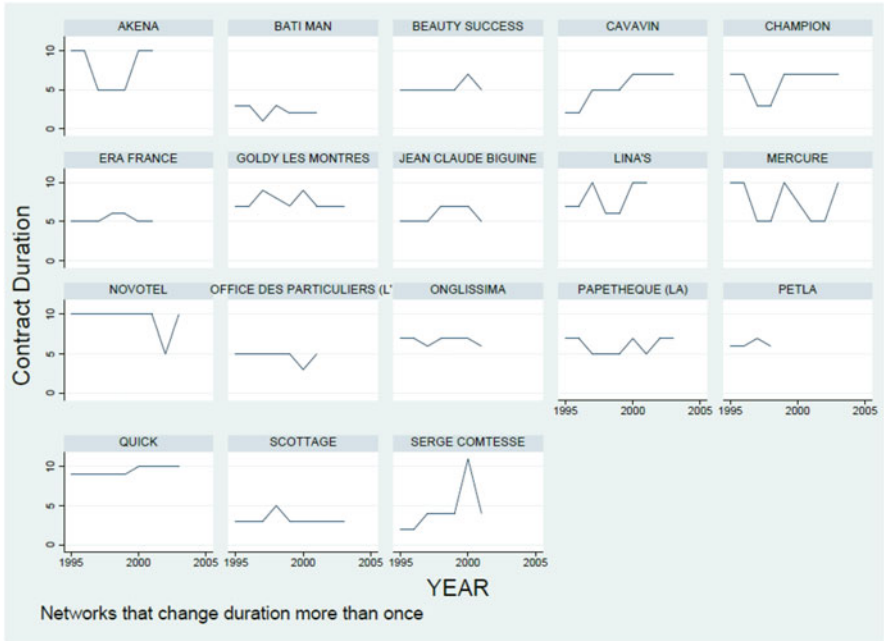 AKENA BATI MAN BEAUTY SUCCESS CAVAVIN CHAMPION
10
5
0
ERA FRANCE GOLDY LES MONTRES JEAN CLAUDE BIGUINE LINA'S MERCURE
10
5
0
NOVOTEL OFFICE DES PARTICULIERS (L' ONGLISSIMA PAPETHEQUE (LA) PETLA
10
5
0
1995 2000 2005 1995 2000 2005
QUICK SCOTTAGE SERGE COMTESSE
10
5
0
1995 2000 2005 1995 2000 2005 1995 2000 2005
Contract Duration
YEAR
Networks that change duration more than once